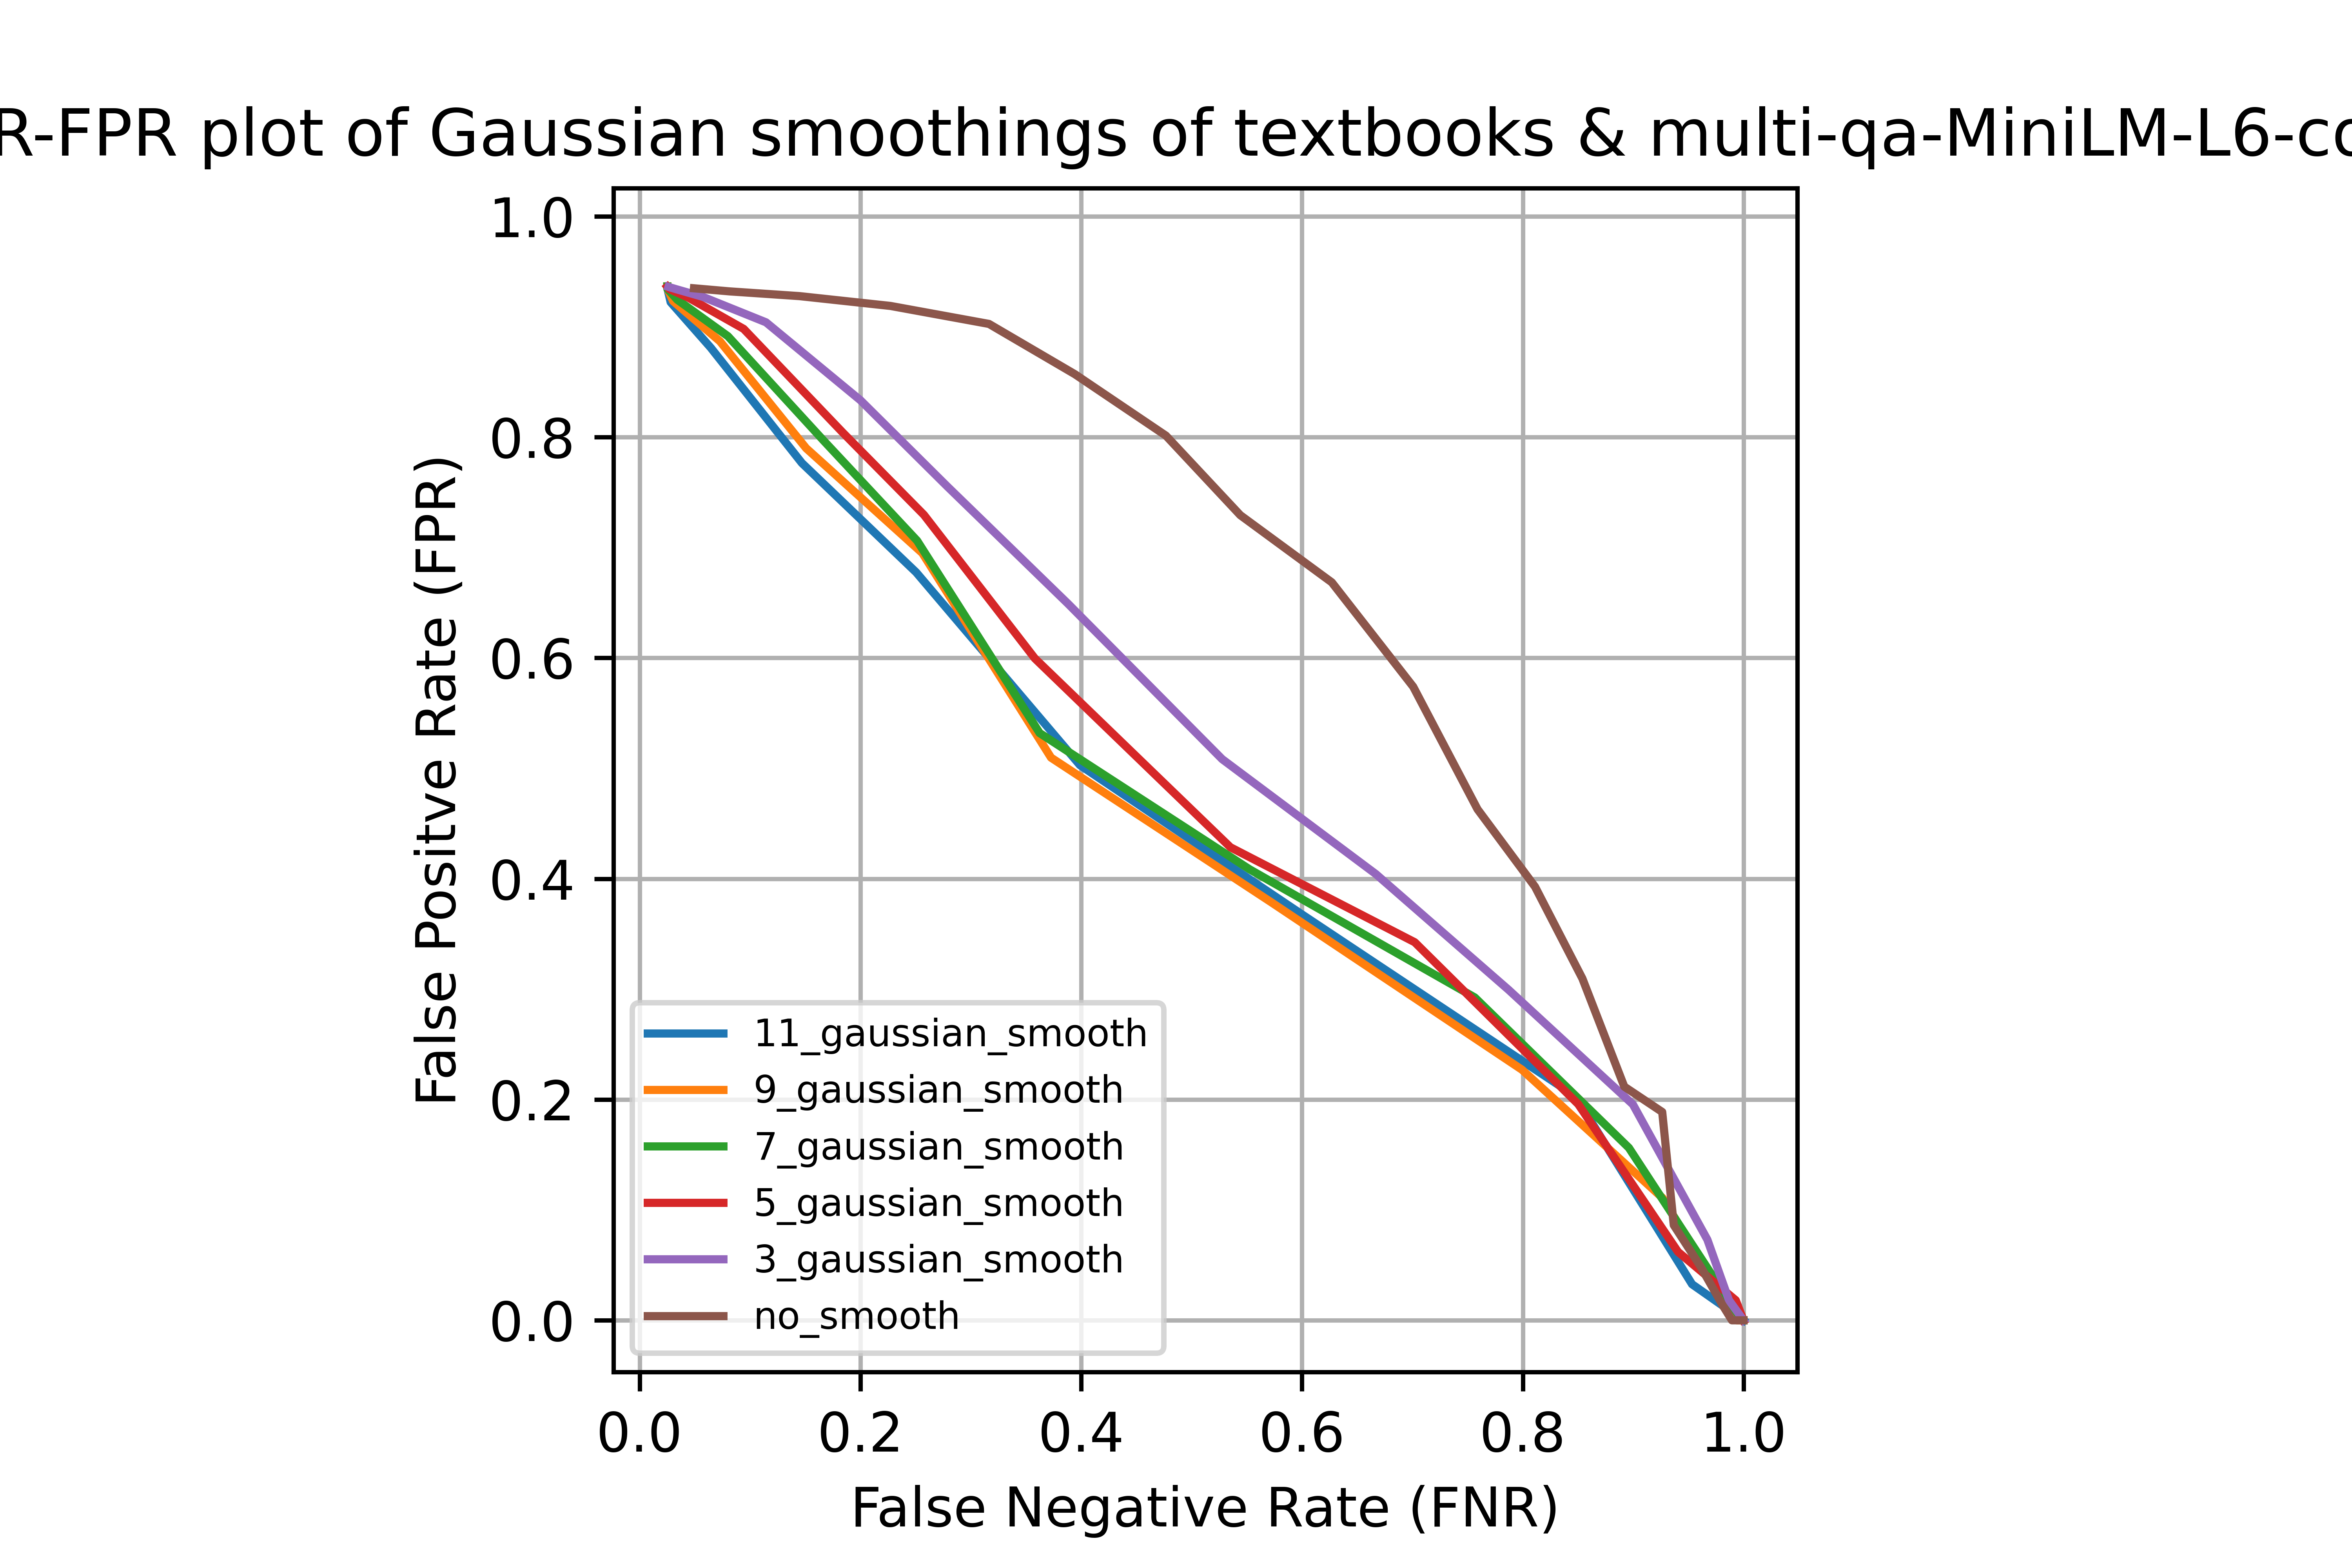 R-FPR plot of Gaussian smoothings of textbooks & multi-qa-MiniLM-L6-co
False Positve Rate (FPR)
1.0
0.8
0.6
0.4
0.2
0.0
11_gaussian_smooth
9_gaussian_smooth
7_gaussian_smooth
5_gaussian_smooth
3_gaussian_smooth
no_smooth
0.0 0.2 0.4 0.6 0.8 1.0
False Negative Rate (FNR)